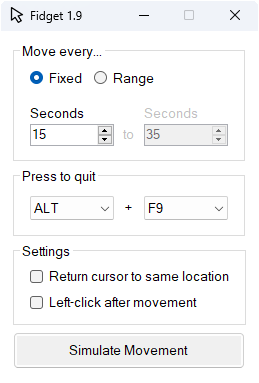 Fidget 1.9
Move every...
Fixed Range
Seconds Seconds
15 to 35
Press to quit
ALT + F9
Settings
Return cursor to same location
Left-click after movement
Simulate Movement